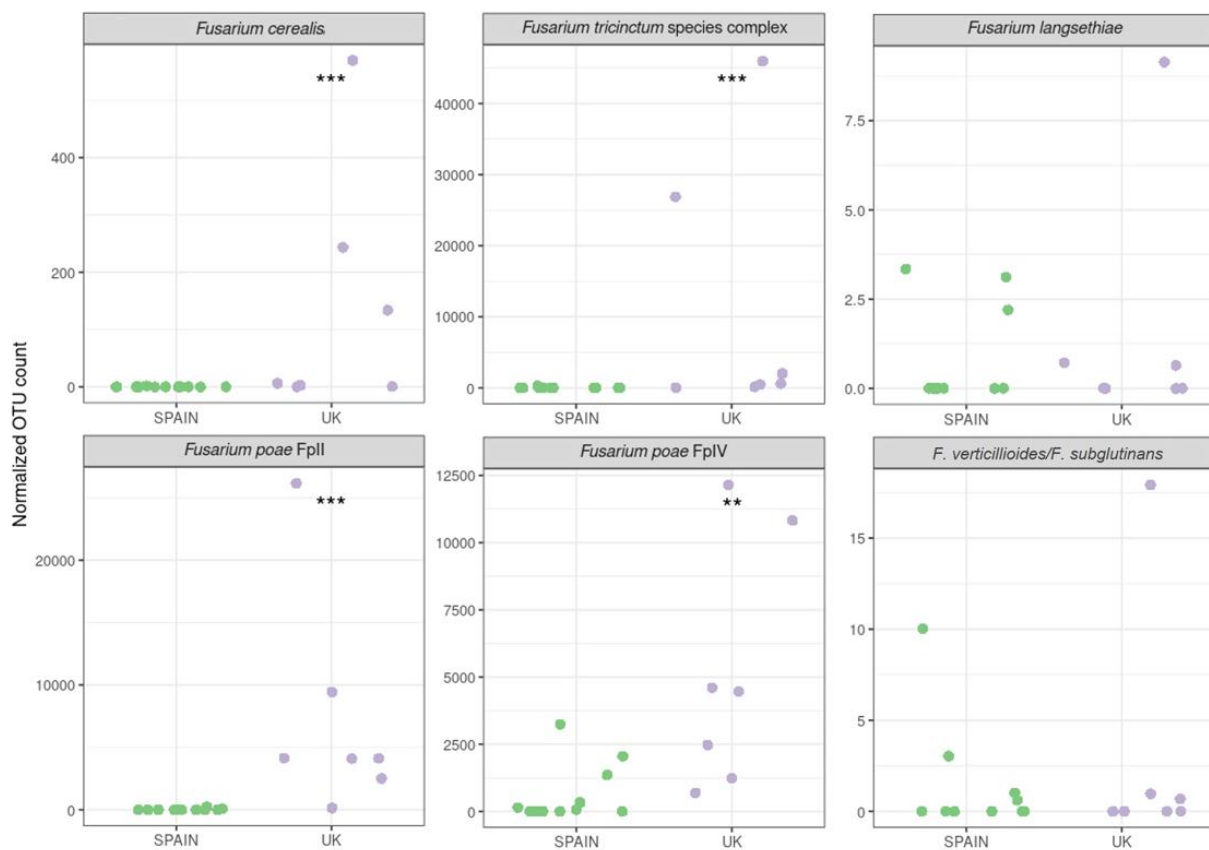 Fusarium cerealis
Fusarium tricinctum species complex
Fusarium langsethiae
***
***
400
200
0
40000
30000
20000
10000
0
7.5
5.0
2.5
0.0
SPAIN UK
SPAIN UK
SPAIN UK
Normalized OTU count
Fusarium poae FpII
Fusarium poae FpIV
F. verticillioides/F. subglutinans
***
**
20000
10000
0
12500
10000
7500
5000
2500
0
15
10
5
0
SPAIN UK
SPAIN UK
SPAIN UK